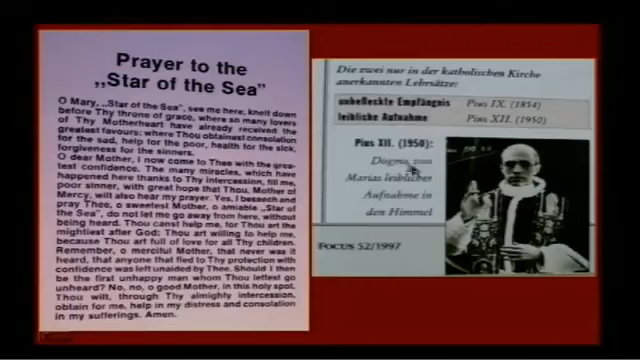 Prayer to the
„Star of the Sea"
O Mary, „Star of the Sea", see me here, knelt down
before Thy throne of grace, where so many lovers
of Thy Motherheart have already received the
greatest favours: where Thou obtainest consolation
for the sad, help for the poor, health for the sick,
forgiveness for the sinners.
O dear Mother, I now come to Thee with the grea-
test confidence. The many miracles, which have
happened here thanks to Thy intercession, fill me,
poor sinner, with great hope that Thou, Mother of
Mercy, will also hear my prayer. Yes, I beseech and
pray Thee, o sweetest Mother, o amiable „Star of
the Sea", do not let me go away from here, without
being heard. Thou canst help me, for Thou art the
mightiest after God; Thou art willing to help me,
because Thou art full of love for all Thy children.
Remember, o merciful Mother, that never was it
heard, that anyone that fled to Thy protection with
confidence was left unaided by Thee. Should I then
be the first unhappy man whom Thou lettest go
unheard? No, no, o good Mother, in this holy spot.
Thou wilt, through Thy almighty intercession,
obtain for me, help in my distress and consolation
in my sufferings. Amen.
Die zwei nur in der katholischen Kirche
anerkannten Lehrsätze:
unbefleckte Empfängnis Pius IX. (1854)
leibliche Aufnahme Pius XII. (1950)
Pius XII. (1950):
Dogma von
Marias leiblicher
Aufnahme in
den Himmel
FOCUS 52/1997